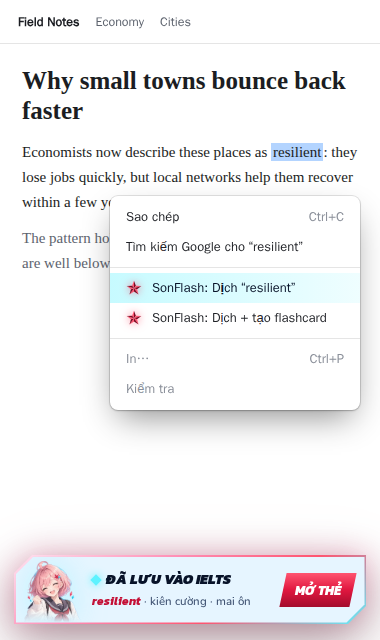 Field Notes Economy Cities
Why small towns bounce back
faster
Economists now describe these places as resilient: they
lose jobs quickly, but local networks help them recover
within a few
The pattern
are well below
Sao chép Ctrl+C
Tìm kiếm Google cho “resilient”
SonFlash: Dịch “resilient”
SonFlash: Dịch + tạo flashcard
In··· Ctrl+P
Kiểm tra
ĐÃ LƯU VÀO IELTS
resilient · kiên cường · mai ôn
MỞ THẺ